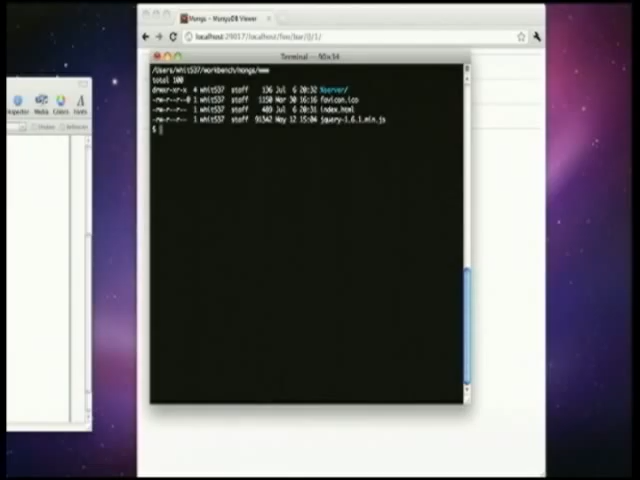 Mongs - MongoDB Viewer
localhost:29017/localhost/foo/bar/[]/1/
Terminal — 50x34
Inspector Media Colors Fonts
/Users/whit537/workbench/mongs/www
total 100
drwxr-xr-x 4 whit537 staff 136 Jul 6 20:32 %server/
-rw-r--r--@ 1 whit537 staff 1150 Mar 30 16:16 favicon.ico
-rw-r--r-- 1 whit537 staff 489 Jul 6 20:31 index.html
-rw-r--r-- 1 whit537 staff 91342 May 12 15:04 jquery-1.6.1.min.js
$